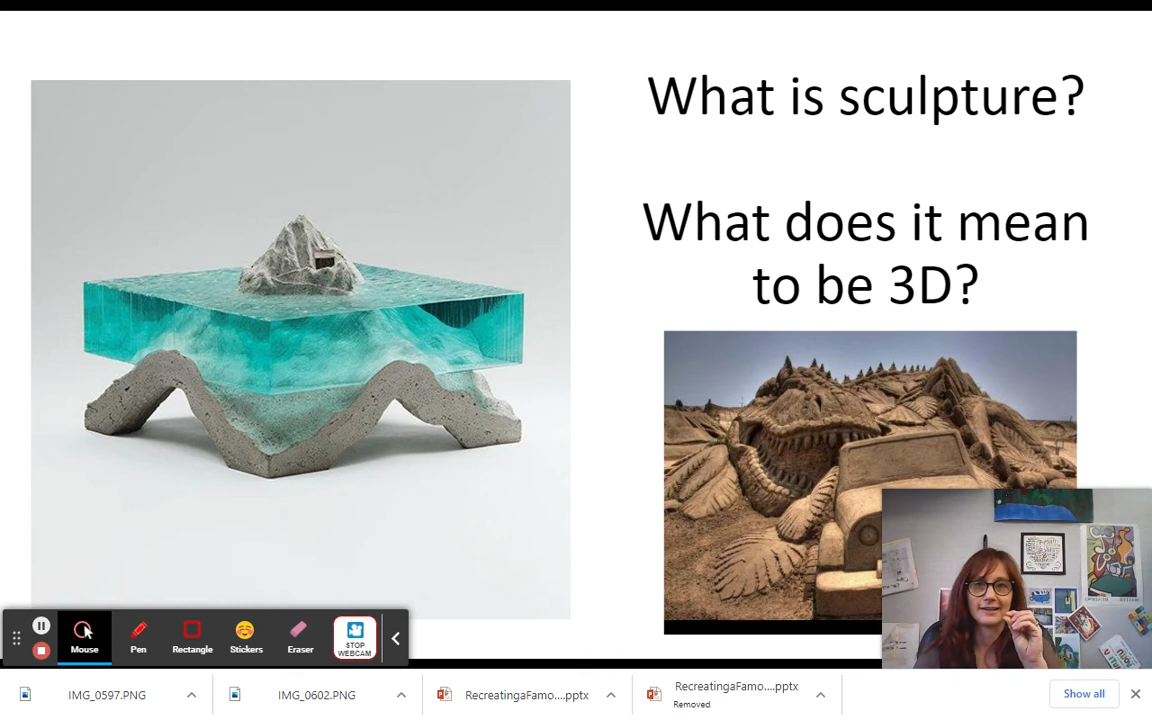 What is sculpture?
What does it mean
to be 3D?
Mouse
Pen
Rectangle
Stickers
Eraser
STOP
WEBCAM
IMG_0597.PNG
IMG_0602.PNG
RecreatingaFamo....pptx
RecreatingaFamo....pptx
Removed
Show all